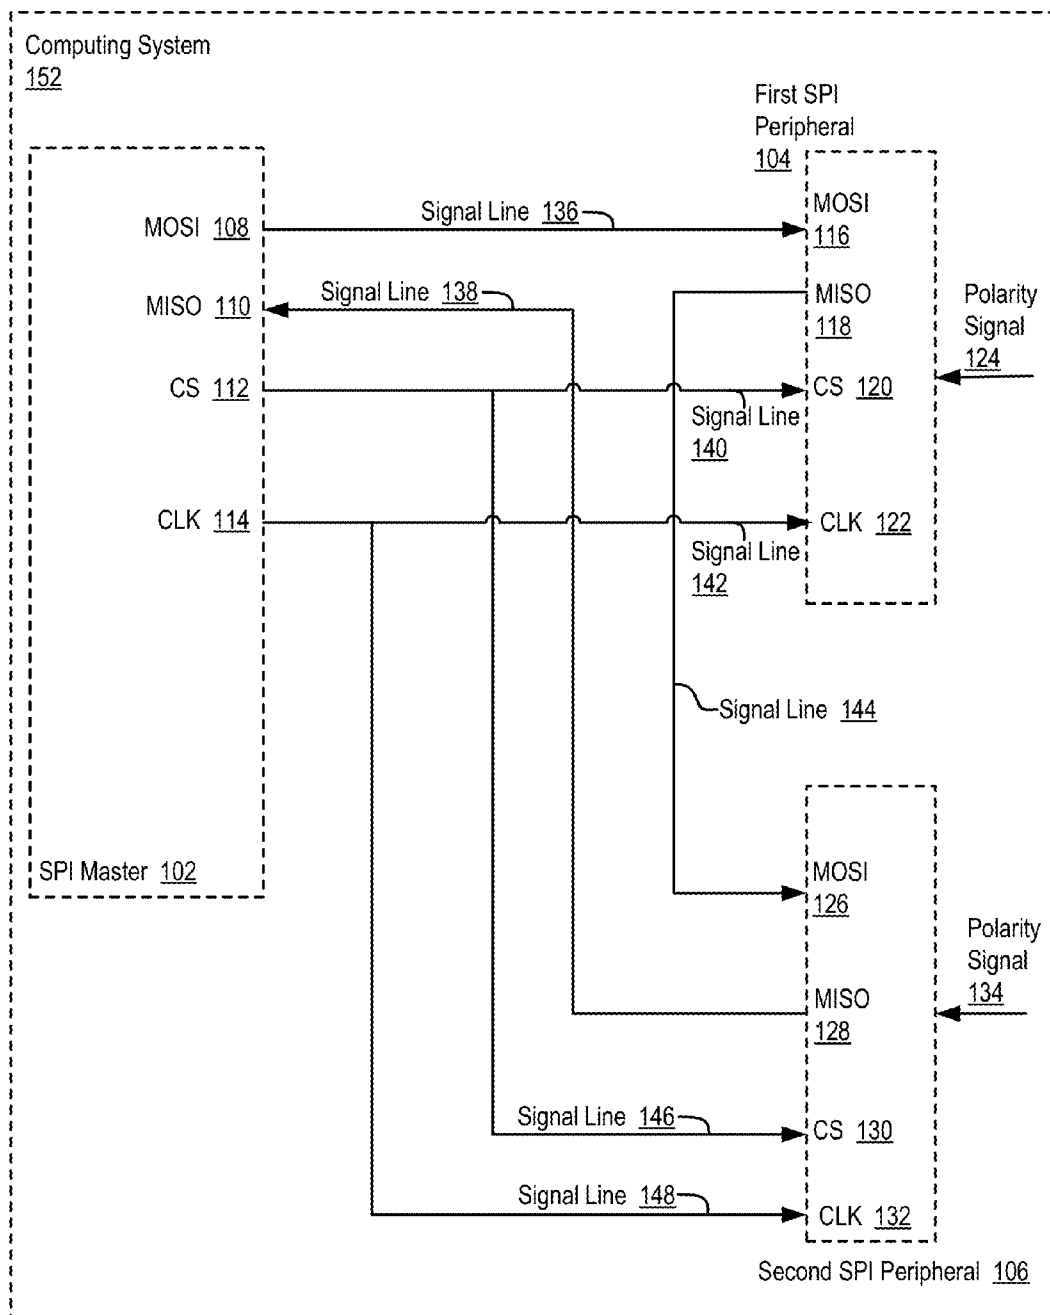 Computing System
152
First SPI
Peripheral
104
MOSI 108
Signal Line 136
MOSI
116
MISO 110
Signal Line 138
MISO
118
Polarity
Signal
124
CS 112
CS 120
Signal Line
140
CLK 114
CLK 122
Signal Line
142
Signal Line 144
SPI Master 102
MOSI
126
Polarity
Signal
134
MISO
128
Signal Line 146
CS 130
Signal Line 148
CLK 132
Second SPI Peripheral 106